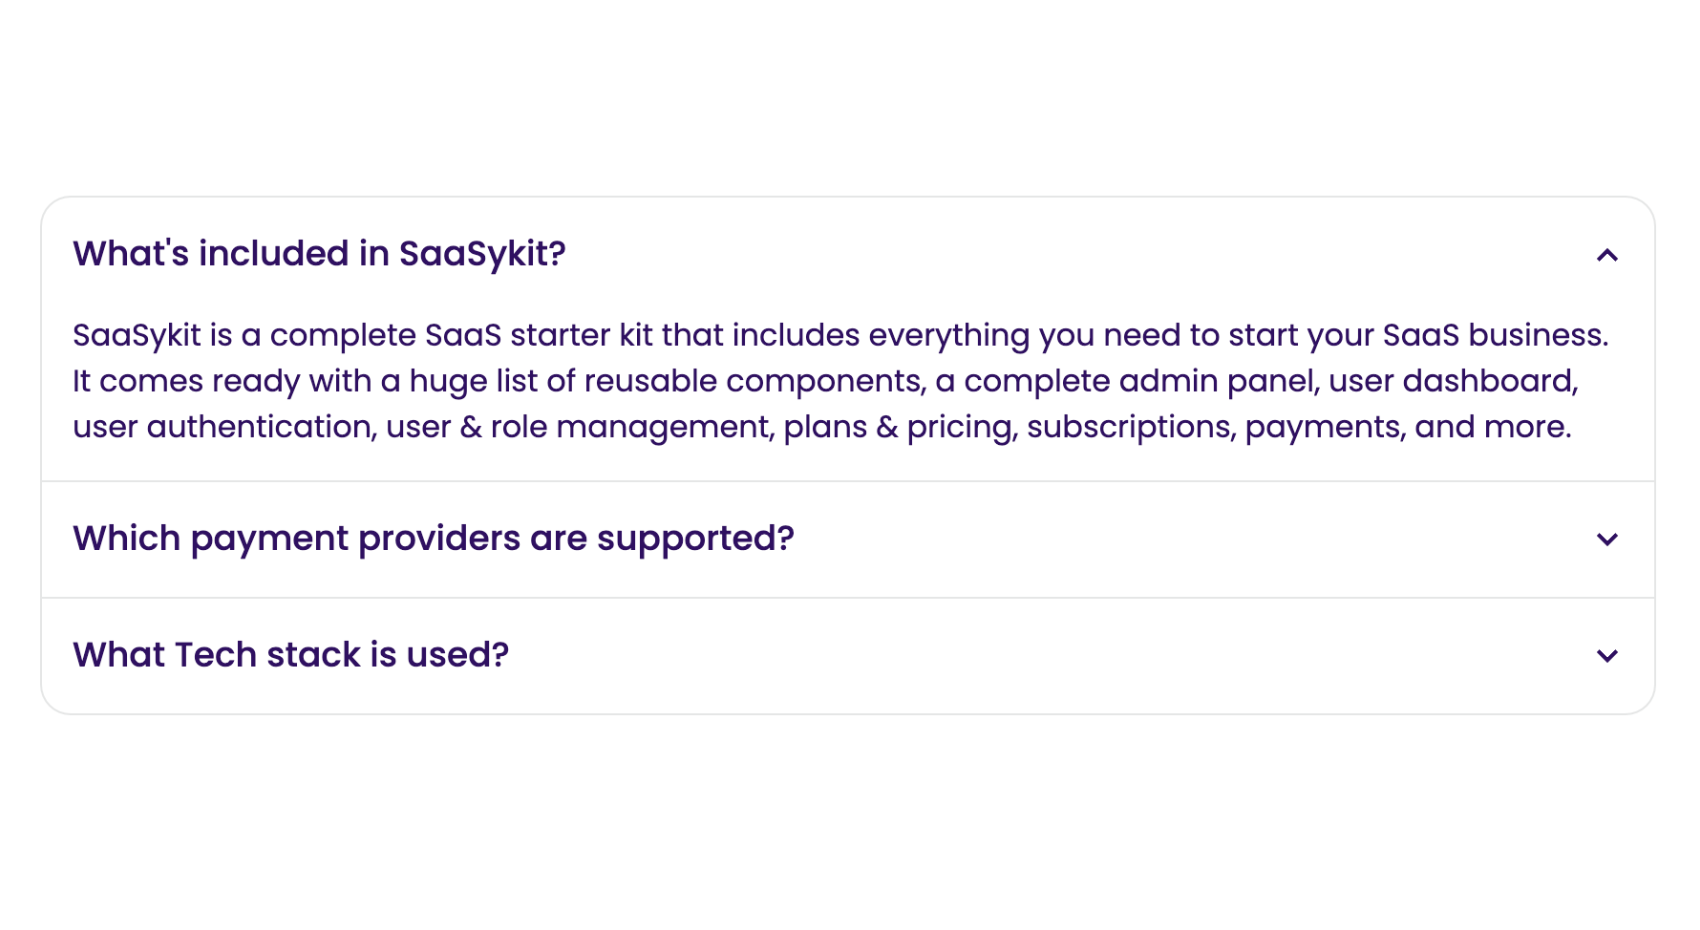 What's included in SaaSykit?
SaaSykit is a complete SaaS starter kit that includes everything you need to start your SaaS business.
It comes ready with a huge list of reusable components, a complete admin panel, user dashboard,
user authentication, user & role management, plans & pricing, subscriptions, payments, and more.
Which payment providers are supported?
What Tech stack is used?